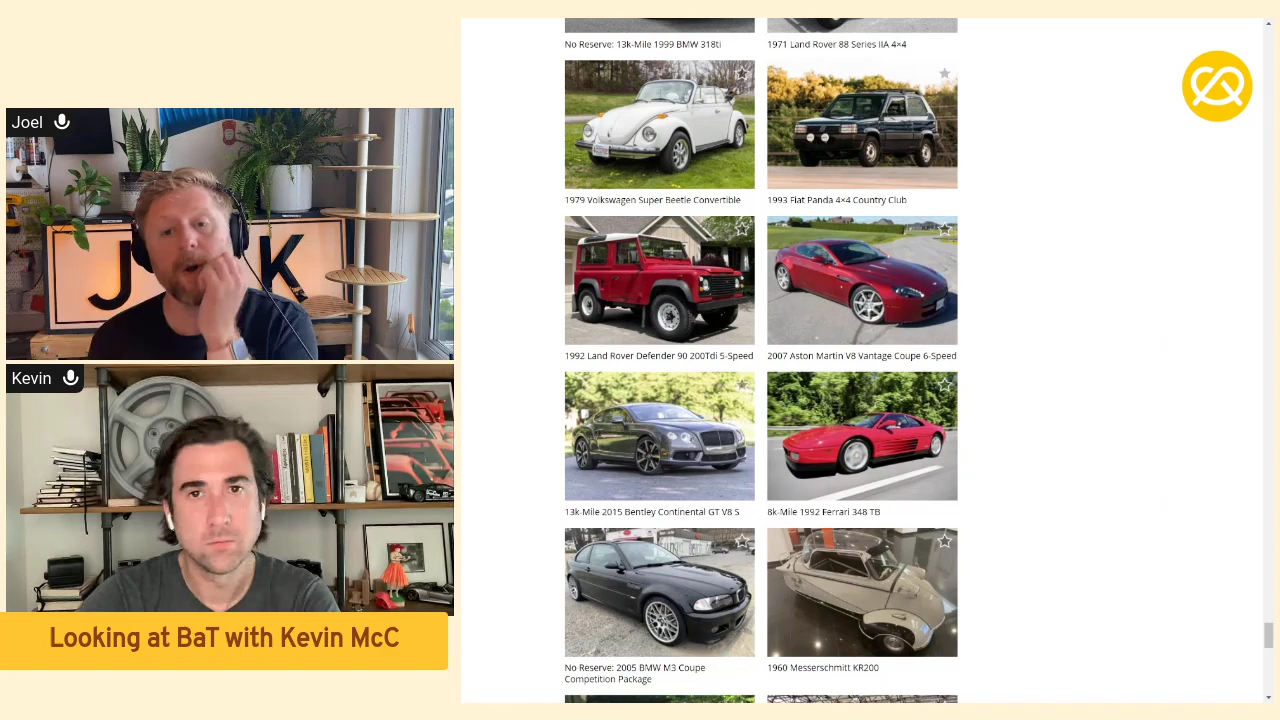 Joel
J K
Kevin
Looking at BaT with Kevin McC
No Reserve: 13k-Mile 1999 BMW 318ti
1971 Land Rover 88 Series IIA 4×4
1979 Volkswagen Super Beetle Convertible
1993 Fiat Panda 4×4 Country Club
1992 Land Rover Defender 90 200Tdi 5-Speed
2007 Aston Martin V8 Vantage Coupe 6-Speed
13k-Mile 2015 Bentley Continental GT V8 S
8k-Mile 1992 Ferrari 348 TB
No Reserve: 2005 BMW M3 Coupe
Competition Package
1960 Messerschmitt KR200